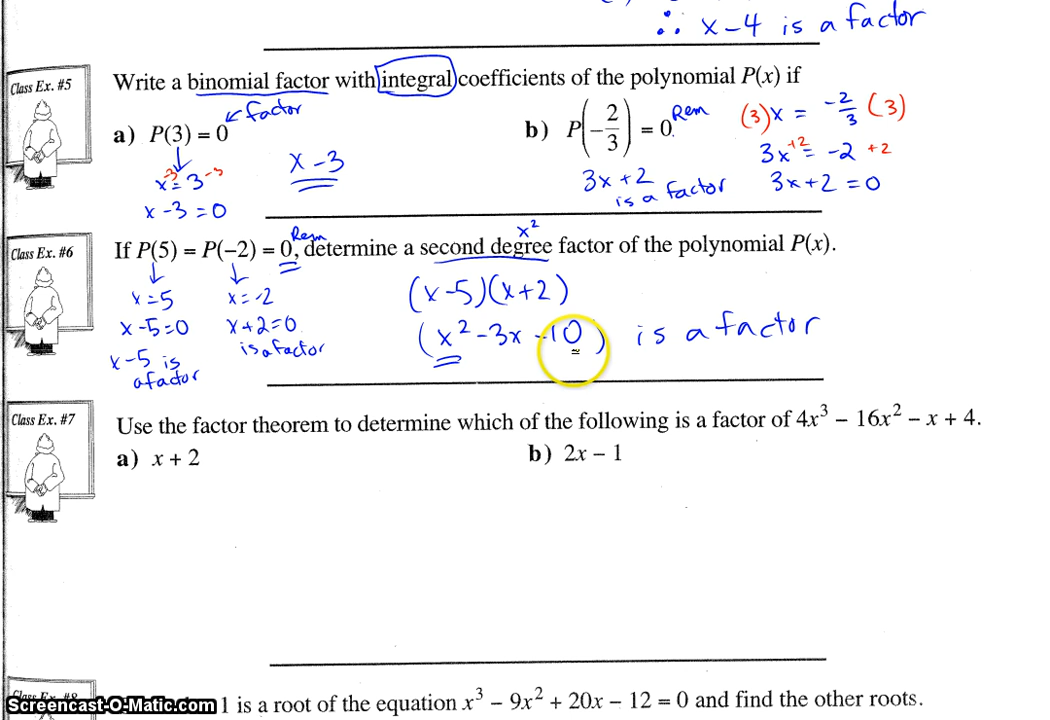 ∴ x – 4 is a factor
Class Ex. #5
Write a binomial factor with integral coefficients of the polynomial P(x) if
a) P(3) = 0
factor
b) P(-2/3) = 0.
Rem
(3)x = -2/3 (3)
x-3 = 3-3
x – 3
3x+2 = -2 +2
3x+2
is a factor
3x+2 = 0
x – 3 = 0
Class Ex. #6
Rem
x²
If P(5) = P(−2) = 0, determine a second degree factor of the polynomial P(x).
x = 5
x = -2
(x-5)(x+2)
x-5=0
x+2=0
(x² - 3x - 10) is a factor
x-5 is
a factor
is a factor
Class Ex. #7
Use the factor theorem to determine which of the following is a factor of 4x³ − 16x² − x + 4.
a) x + 2
b) 2x − 1
1 is a root of the equation x³ − 9x² + 20x − 12 = 0 and find the other roots.
Screencast-O-Matic.com